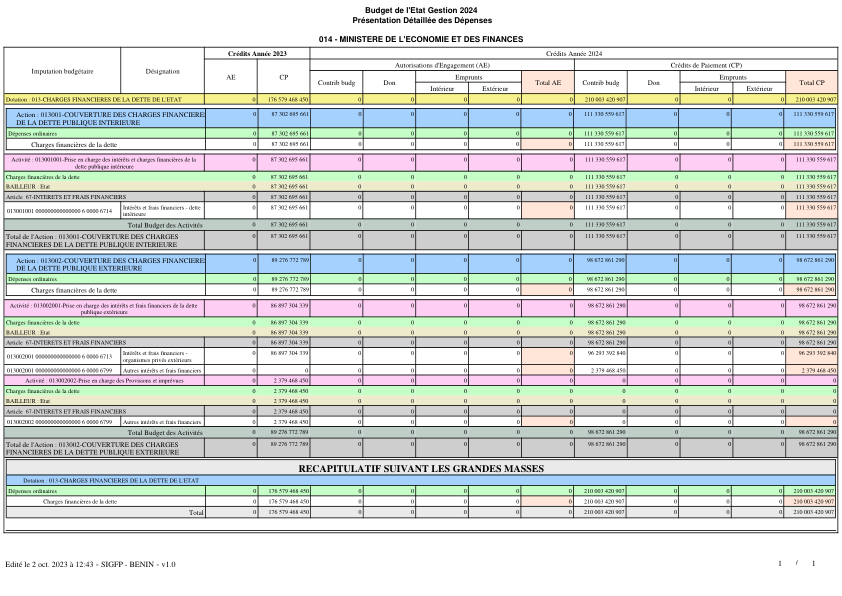 Budget de l'Etat Gestion 2024
Présentation Détaillée des Dépenses
014 - MINISTERE DE L'ECONOMIE ET DES FINANCES
Imputation budgétaire Désignation Crédits Année 2023 Crédits Année 2024
AE CP Autorisations d'Engagement (AE) Crédits de Paiement (CP)
Contrib budg Don Emprunts Total AE Contrib budg Don Emprunts Total CP
Intérieur Extérieur Intérieur Extérieur
Dotation : 013-CHARGES FINANCIERES DE LA DETTE DE L'ETAT 0 176 579 468 450 0 0 0 0 0 210 003 420 907 0 0 0 210 003 420 907
Action : 013001-COUVERTURE DES CHARGES FINANCIERE 0 87 302 695 661 0 0 0 0 0 111 330 559 617 0 0 0 111 330 559 617
DE LA DETTE PUBLIQUE INTERIEURE
Dépenses ordinaires 0 87 302 695 661 0 0 0 0 0 111 330 559 617 0 0 0 111 330 559 617
Charges financières de la dette 0 87 302 695 661 0 0 0 0 0 111 330 559 617 0 0 0 111 330 559 617
Activité : 013001001-Prise en charge des intérêts et charges financières de la 0 87 302 695 661 0 0 0 0 0 111 330 559 617 0 0 0 111 330 559 617
dette publique intérieure
Charges financières de la dette 0 87 302 695 661 0 0 0 0 0 111 330 559 617 0 0 0 111 330 559 617
BAILLEUR : Etat 0 87 302 695 661 0 0 0 0 0 111 330 559 617 0 0 0 111 330 559 617
Article 67-INTERETS ET FRAIS FINANCIERS 0 87 302 695 661 0 0 0 0 0 111 330 559 617 0 0 0 111 330 559 617
013001001 0000000000000000 6 0000 6714 Intérêts et frais financiers - dette 0 87 302 695 661 0 0 0 0 0 111 330 559 617 0 0 0 111 330 559 617
intérieure
Total Budget des Activités 0 87 302 695 661 0 0 0 0 0 111 330 559 617 0 0 0 111 330 559 617
Total de l'Action : 013001-COUVERTURE DES CHARGES 0 87 302 695 661 0 0 0 0 0 111 330 559 617 0 0 0 111 330 559 617
FINANCIERES DE LA DETTE PUBLIQUE INTERIEURE
Action : 013002-COUVERTURE DES CHARGES FINANCIERE 0 89 276 772 789 0 0 0 0 0 98 672 861 290 0 0 0 98 672 861 290
DE LA DETTE PUBLIQUE EXTERIEURE
Dépenses ordinaires 0 89 276 772 789 0 0 0 0 0 98 672 861 290 0 0 0 98 672 861 290
Charges financières de la dette 0 89 276 772 789 0 0 0 0 0 98 672 861 290 0 0 0 98 672 861 290
Activité : 013002001-Prise en charge des intérêts et frais financiers de la dette 0 86 897 304 339 0 0 0 0 0 98 672 861 290 0 0 0 98 672 861 290
publique extérieure
Charges financières de la dette 0 86 897 304 339 0 0 0 0 0 98 672 861 290 0 0 0 98 672 861 290
BAILLEUR : Etat 0 86 897 304 339 0 0 0 0 0 98 672 861 290 0 0 0 98 672 861 290
Article 67-INTERETS ET FRAIS FINANCIERS 0 86 897 304 339 0 0 0 0 0 98 672 861 290 0 0 0 98 672 861 290
013002001 0000000000000000 6 0000 6713 Intérêts et frais financiers - 0 86 897 304 339 0 0 0 0 0 96 293 392 840 0 0 0 96 293 392 840
organismes privés extérieurs
013002001 0000000000000000 6 0000 6799 Autres intérêts et frais financiers 0 0 0 0 0 0 0 2 379 468 450 0 0 0 2 379 468 450
Activité : 013002002-Prise en charge des Provisions et imprévues 0 2 379 468 450 0 0 0 0 0 0 0 0 0 0
Charges financières de la dette 0 2 379 468 450 0 0 0 0 0 0 0 0 0 0
BAILLEUR : Etat 0 2 379 468 450 0 0 0 0 0 0 0 0 0 0
Article 67-INTERETS ET FRAIS FINANCIERS 0 2 379 468 450 0 0 0 0 0 0 0 0 0 0
013002002 0000000000000000 6 0000 6799 Autres intérêts et frais financiers 0 2 379 468 450 0 0 0 0 0 0 0 0 0 0
Total Budget des Activités 0 89 276 772 789 0 0 0 0 0 98 672 861 290 0 0 0 98 672 861 290
Total de l'Action : 013002-COUVERTURE DES CHARGES 0 89 276 772 789 0 0 0 0 0 98 672 861 290 0 0 0 98 672 861 290
FINANCIERES DE LA DETTE PUBLIQUE EXTERIEURE
RECAPITULATIF SUIVANT LES GRANDES MASSES
Dotation : 013-CHARGES FINANCIERES DE LA DETTE DE L'ETAT
Dépenses ordinaires 0 176 579 468 450 0 0 0 0 0 210 003 420 907 0 0 0 210 003 420 907
Charges financières de la dette 0 176 579 468 450 0 0 0 0 0 210 003 420 907 0 0 0 210 003 420 907
Total 0 176 579 468 450 0 0 0 0 0 210 003 420 907 0 0 0 210 003 420 907
Edité le 2 oct. 2023 à 12:43 - SIGFP - BENIN - v1.0 1 / 1